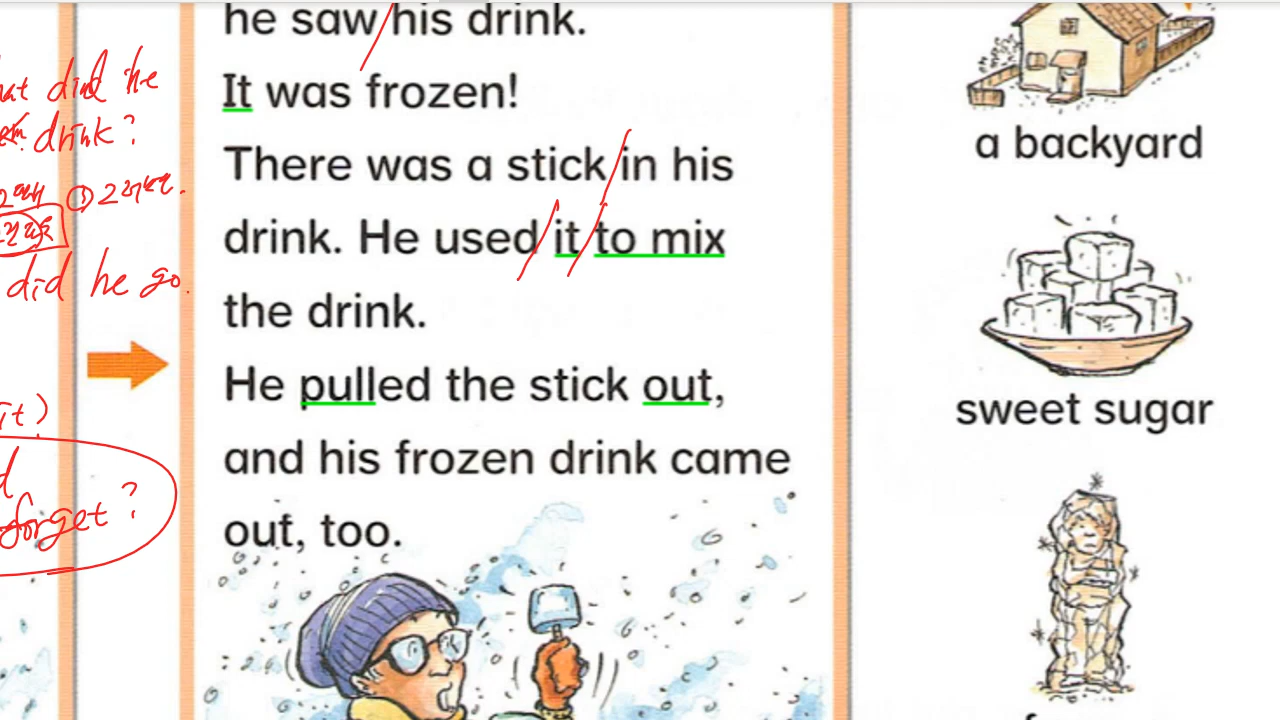 he saw his drink.
It was frozen!
There was a stick in his
drink. He used it to mix
the drink.
He pulled the stick out,
and his frozen drink came
out, too.
a backyard
sweet sugar
did he
drink?
did he go.
forget?